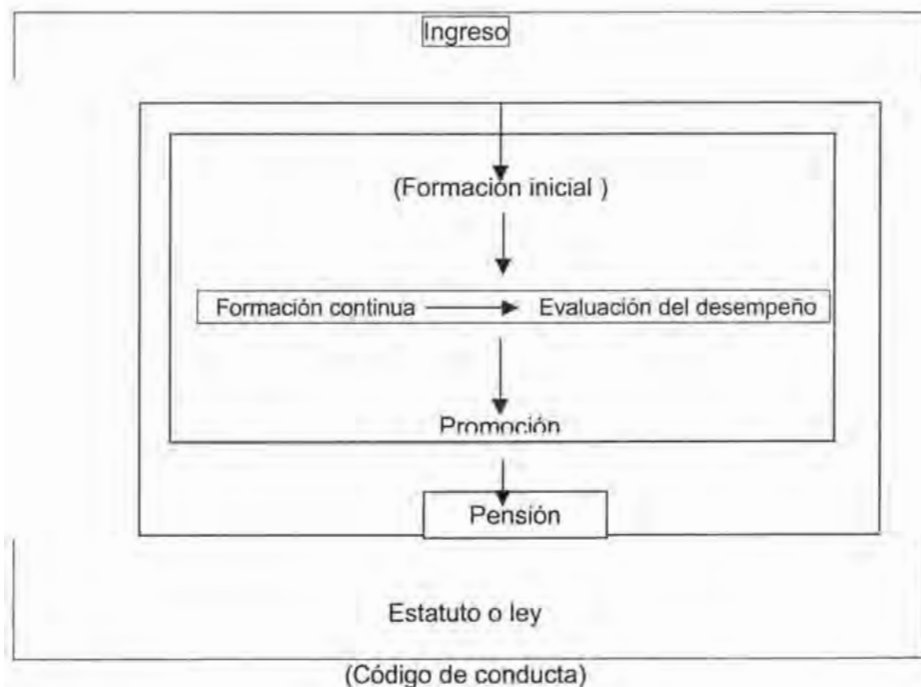 Ingreso
(Formación inicial )
Formación continua Evaluación del desempeño
Promoción
Pensión
Estatuto o ley
(Código de conducta)